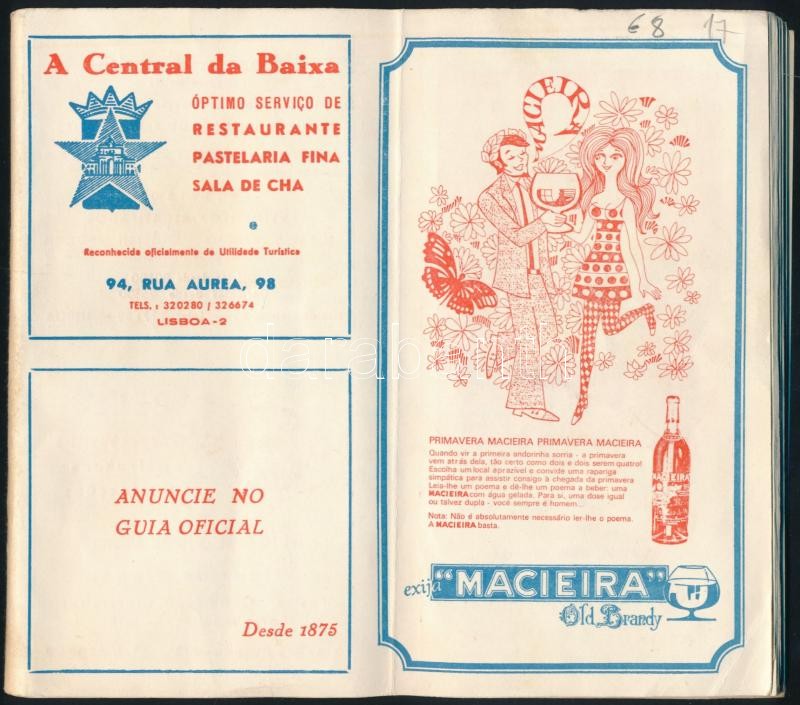 A Central da Baixa
ÓPTIMO SERVIÇO DE
RESTAURANTE
PASTELARIA FINA
SALA DE CHA
Reconhecida oficialmente de Utilidade Turística
94, RUA AUREA, 98
TELS. : 320280 / 326674
LISBOA-2
ANUNCIE NO
GUIA OFICIAL
Desde 1875
€8 17
MACIEIRA
PRIMAVERA MACIEIRA PRIMAVERA MACIEIRA
Quando vir a primeira andorinha sorria - a primavera
vem atrás dela, tão certo como dois e dois serem quatro!
Escolha um local aprazível e convide uma rapariga
simpática para assistir consigo à chegada da primavera
Leia-lhe um poema e dê-lhe um poema a beber: uma
MACIEIRA com água gelada. Para si, uma dose igual
ou talvez dupla - você sempre é homem...
Nota: Não é absolutamente necessário ler-lhe o poema.
A MACIEIRA basta.
MACIEIRA
exija "MACIEIRA"
Old Brandy
darabanth.com